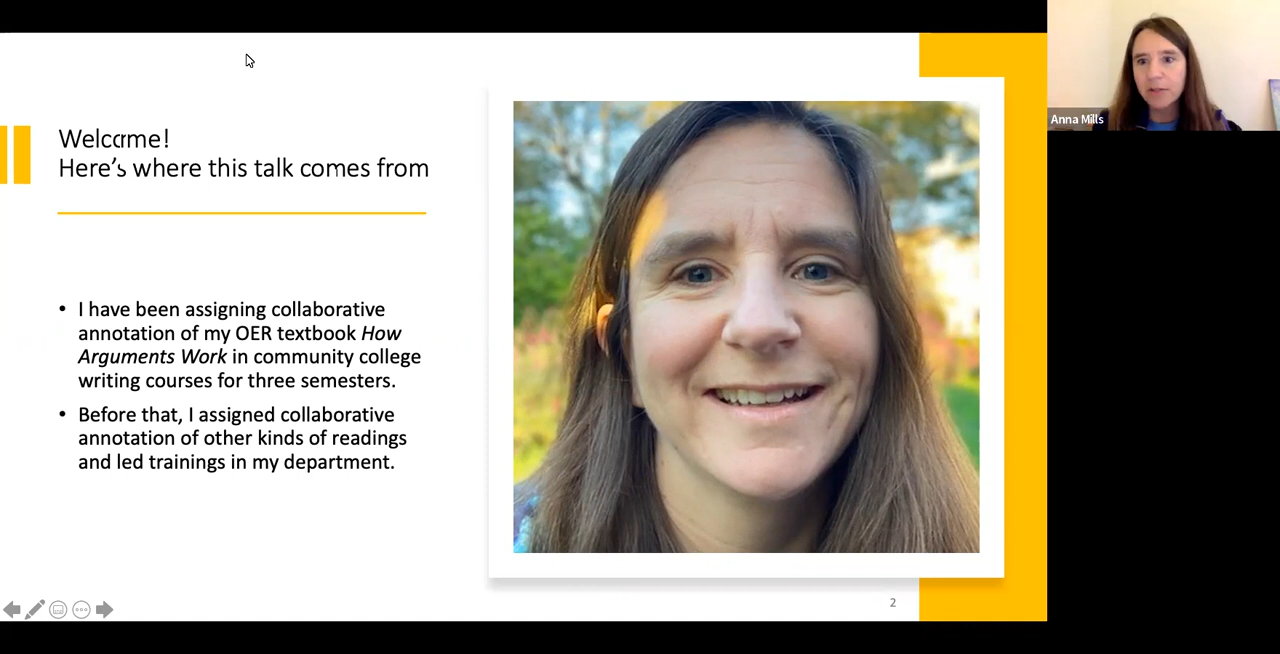 Welcome!
Here's where this talk comes from
• I have been assigning collaborative
annotation of my OER textbook How
Arguments Work in community college
writing courses for three semesters.
• Before that, I assigned collaborative
annotation of other kinds of readings
and led trainings in my department.
2
Anna Mills